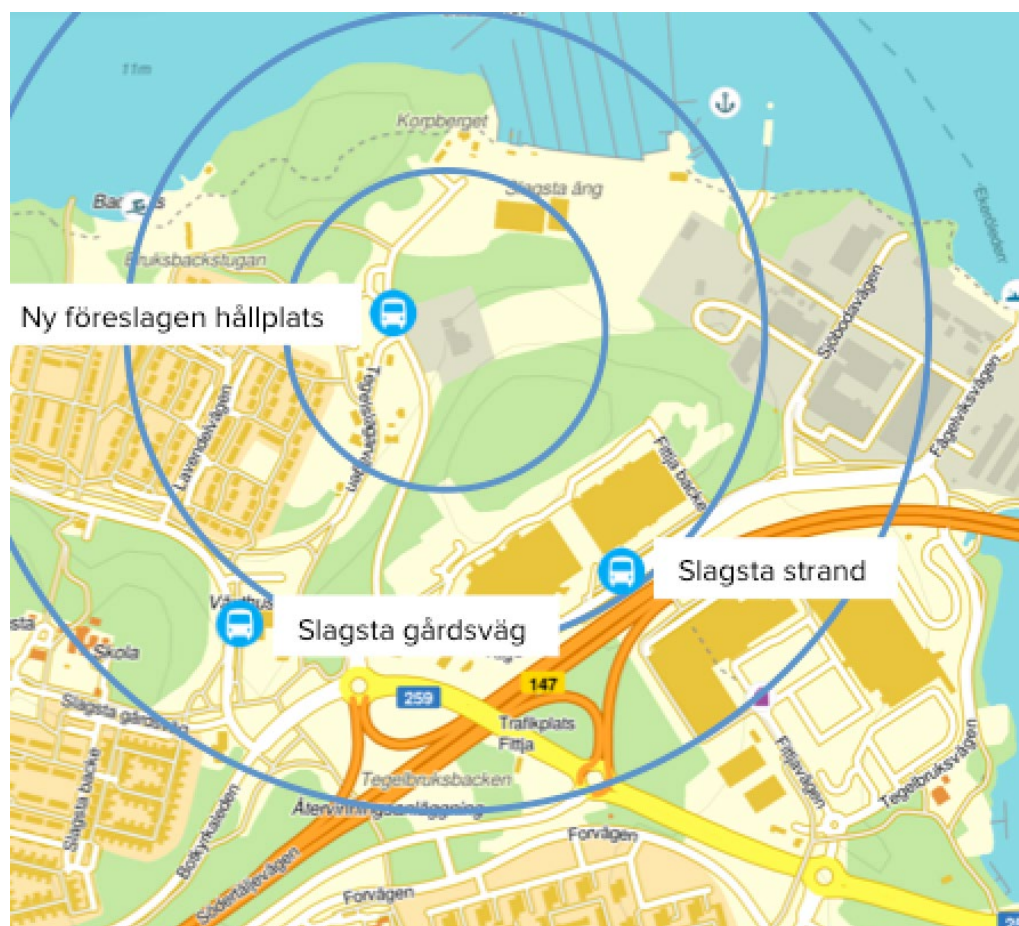 11m
Korpberget
Slagsta äng
Bruksbackstugan
Ekeröleden
Ny föreslagen hållplats
Sjöbodavägen
Lavendelvägen
Fågelviksvägen
Fittja backe
Slagsta strand
Slagsta gårdsväg
Skola
259
147
Slagsta gårdsväg
Trafikplats
Fittja
Tegelbruksbacken
Återvinningsanläggning
Slagsta backe
Botkyrkaleden
Fittjavägen
Tegelbruksvägen
Södertäljevägen
Forvägen
Forvägen